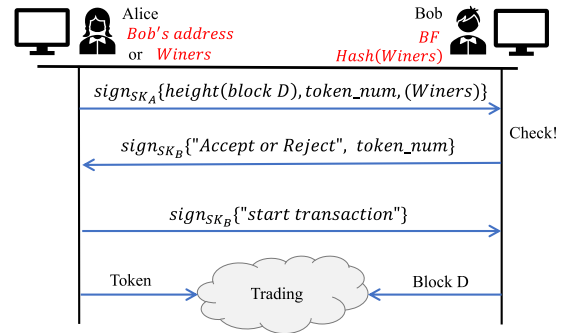 Alice
Bob's address
or Winers
Bob
BF
Hash(Winers)
sign_{SK_A}{height(block D), token_num, (Winers)}
Check!
sign_{SK_B}{"Accept or Reject", token_num}
sign_{SK_B}{"start transaction"}
Token
Trading
Block D